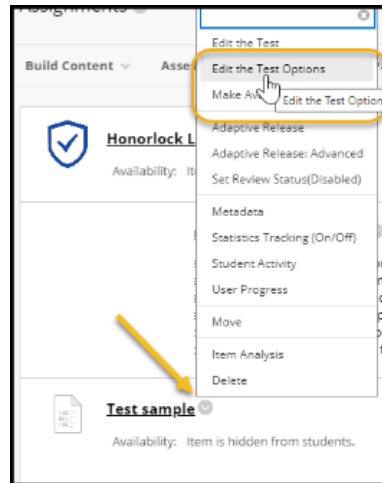 Assignments
Edit the Test
Build Content
Asse
Edit the Test Options
Make Av
Edit the Test Option
Adaptive Release
Honorlock L
Adaptive Release: Advanced
Availability: It
Set Review Status(Disabled)
Metadata
Statistics Tracking (On/Off)
Student Activity
User Progress
Move
Item Analysis
Delete
Test sample
Availability: Item is hidden from students.